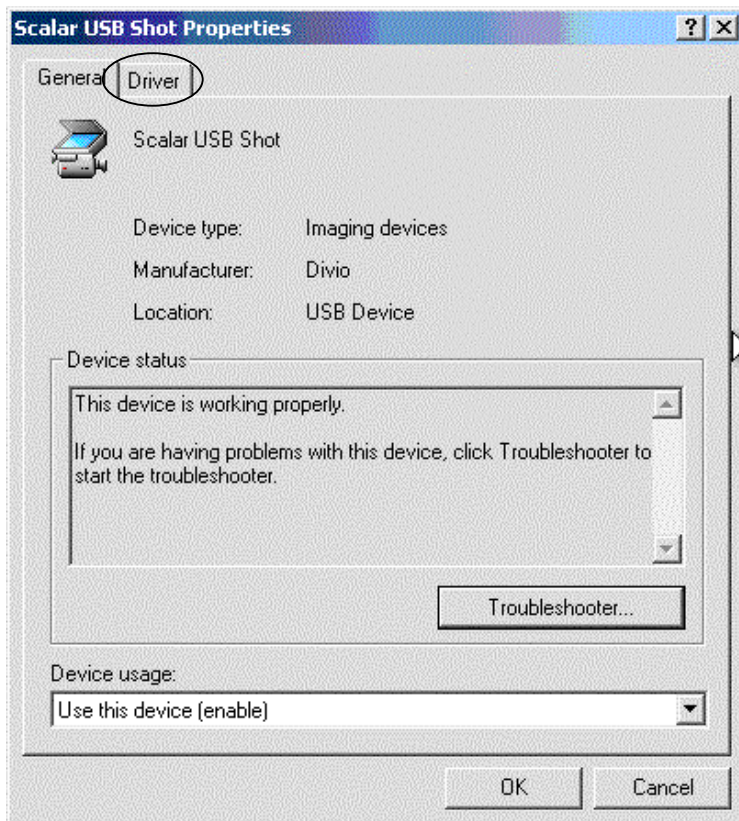 Scalar USB Shot Properties
General Driver
Scalar USB Shot
Device type: Imaging devices
Manufacturer: Divio
Location: USB Device
Device status
This device is working properly.
If you are having problems with this device, click Troubleshooter to
start the troubleshooter.
Troubleshooter...
Device usage:
Use this device (enable)
OK Cancel